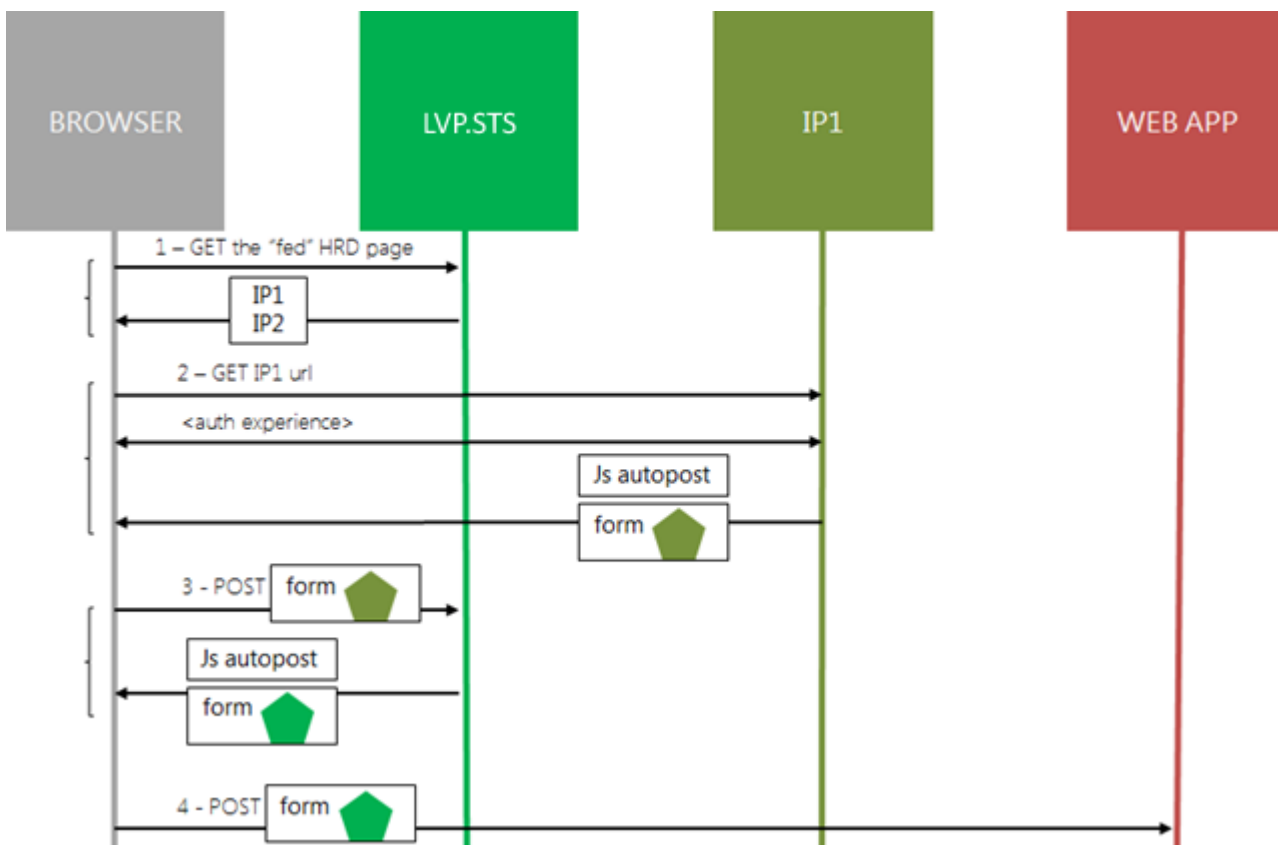 BROWSER
LVP.STS
IP1
WEB APP
1 – GET the “fed” HRD page
IP1
IP2
2 – GET IP1 url
<auth experience>
Js autopost
form
3 - POST
form
Js autopost
form
4 - POST
form